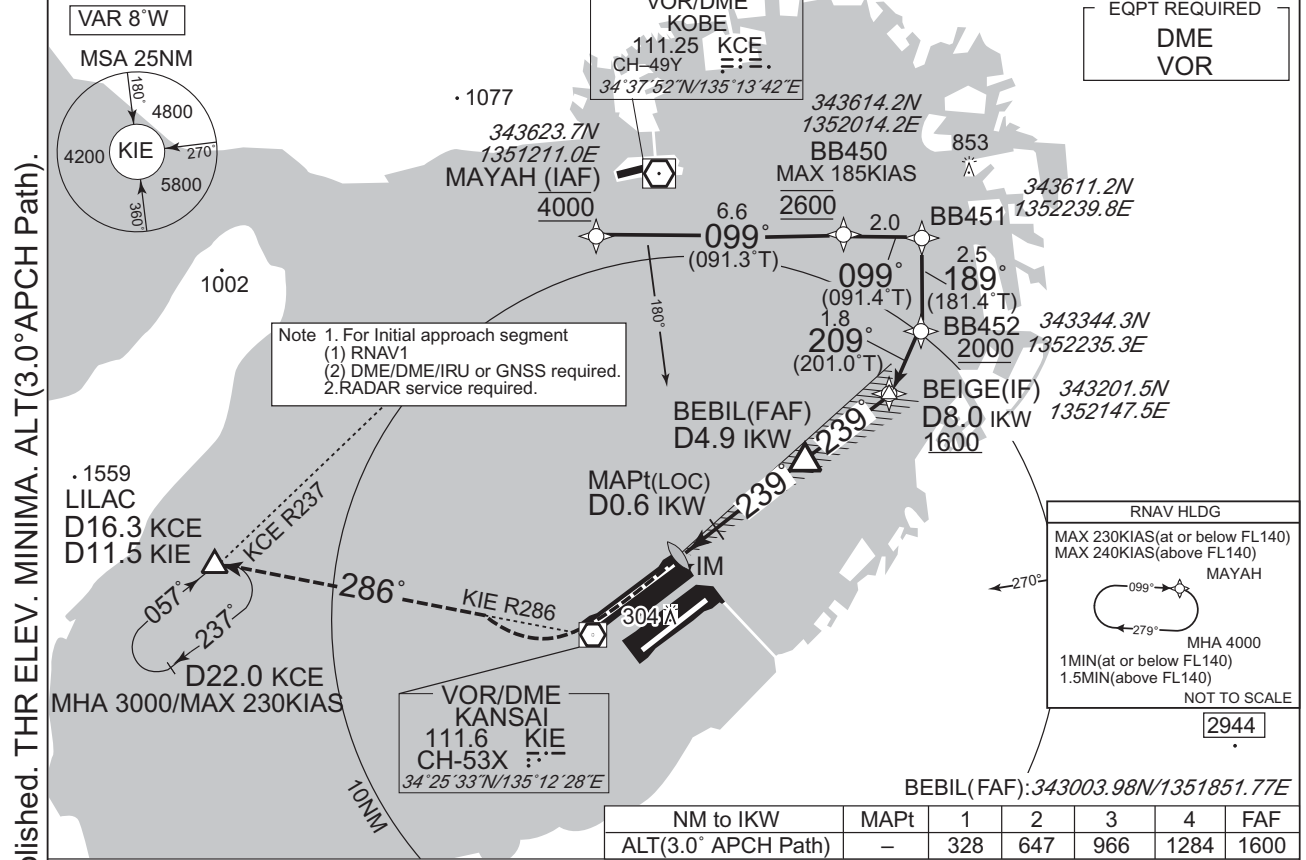 plished. THR ELEV. MINIMA. ALT(3.0°APCH Path).
VAR 8°W
MSA 25NM
180°
4800
4200
KIE
270°
5800
360°
1077
1002
VOR/DME
KOBE
111.25 KCE
CH-49Y
34°37′52″N/135°13′42″E
EQPT REQUIRED
DME
VOR
343623.7N
1351211.0E
MAYAH (IAF)
4000
343614.2N
1352014.2E
BB450
MAX 185KIAS
2600
853
343611.2N
1352239.8E
BB451
6.6
099°
(091.3°T)
2.0
099°
(091.4°T)
2.5
189°
(181.4°T)
1.8
209°
(201.0°T)
BB452
2000
343344.3N
1352235.3E
180°
Note 1. For Initial approach segment
(1) RNAV1
(2) DME/DME/IRU or GNSS required.
2.RADAR service required.
BEIGE(IF)
D8.0 IKW
1600
343201.5N
1352147.5E
BEBIL(FAF)
D4.9 IKW
239°
239°
MAPt(LOC)
D0.6 IKW
IM
304
1559
LILAC
D16.3 KCE
D11.5 KIE
KCE R237
057°
237°
D22.0 KCE
MHA 3000/MAX 230KIAS
286°
KIE R286
VOR/DME
KANSAI
111.6 KIE
CH-53X
34°25′33″N/135°12′28″E
10NM
270°
RNAV HLDG
MAX 230KIAS(at or below FL140)
MAX 240KIAS(above FL140)
MAYAH
099°
279°
MHA 4000
1MIN(at or below FL140)
1.5MIN(above FL140)
NOT TO SCALE
2944
BEBIL(FAF):343003.98N/1351851.77E
NM to IKW MAPt 1 2 3 4 FAF
ALT(3.0° APCH Path) – 328 647 966 1284 1600